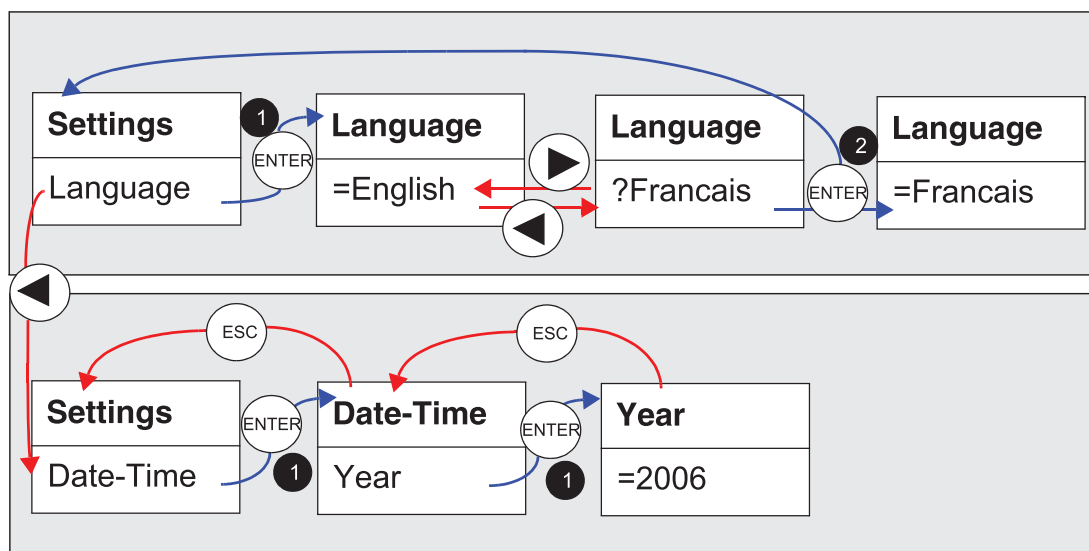 Settings
Language
1
ENTER
Language
=English
Language
?Francais
2
ENTER
Language
=Francais
ESC
ESC
Settings
Date-Time
ENTER
1
Date-Time
Year
ENTER
1
Year
=2006